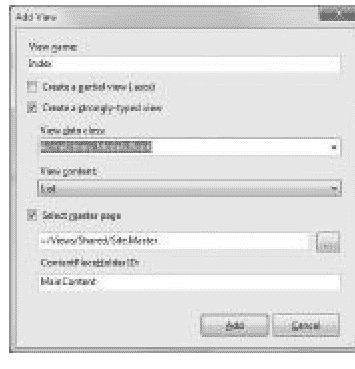 Add View
View name:
Index
Create a partial view (.ascx)
Create a strongly-typed view
View data class:
View content:
List
Select master page
~/Views/Shared/Site.Master
...
ContentPlaceHolder ID:
MainContent
Add
Cancel